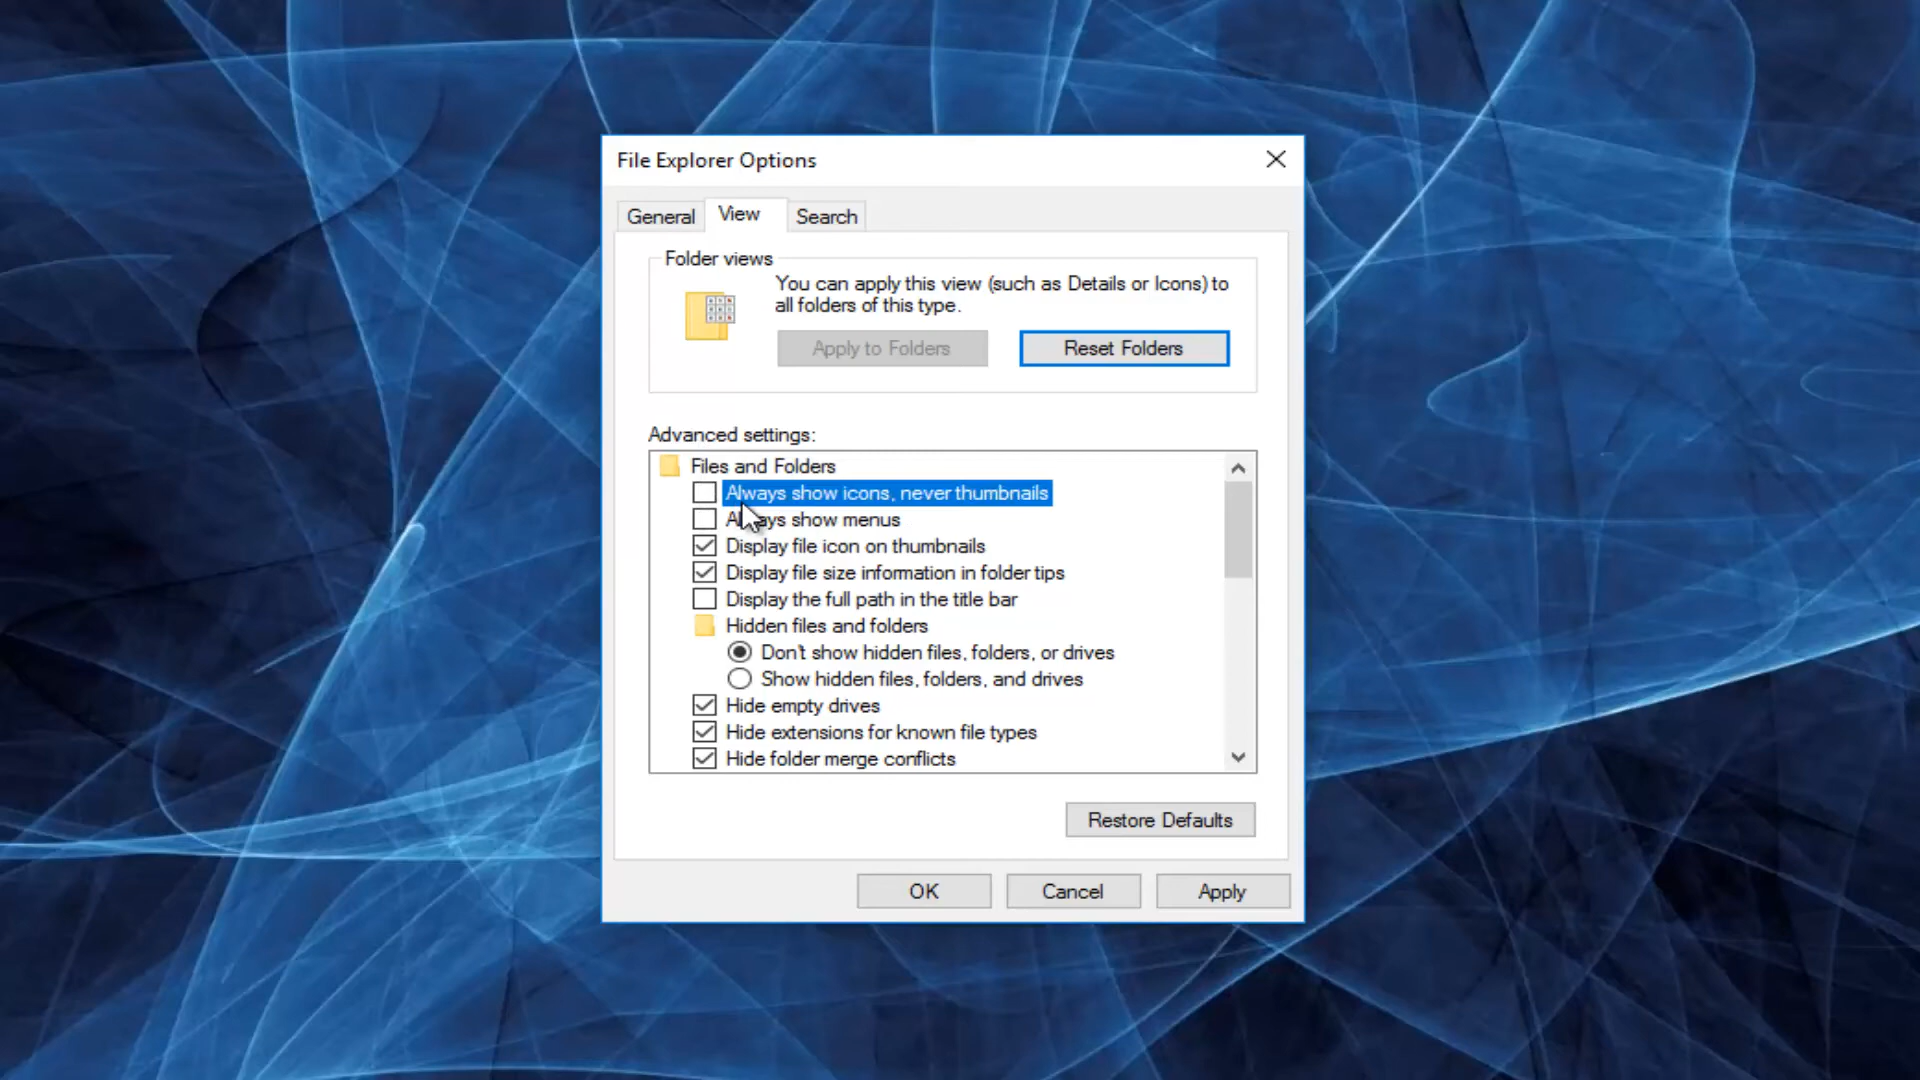 File Explorer Options
General
View
Search
Folder views
You can apply this view (such as Details or Icons) to
all folders of this type.
Apply to Folders
Reset Folders
Advanced settings:
Files and Folders
Always show icons, never thumbnails
Always show menus
Display file icon on thumbnails
Display file size information in folder tips
Display the full path in the title bar
Hidden files and folders
Don't show hidden files, folders, or drives
Show hidden files, folders, and drives
Hide empty drives
Hide extensions for known file types
Hide folder merge conflicts
Restore Defaults
OK
Cancel
Apply